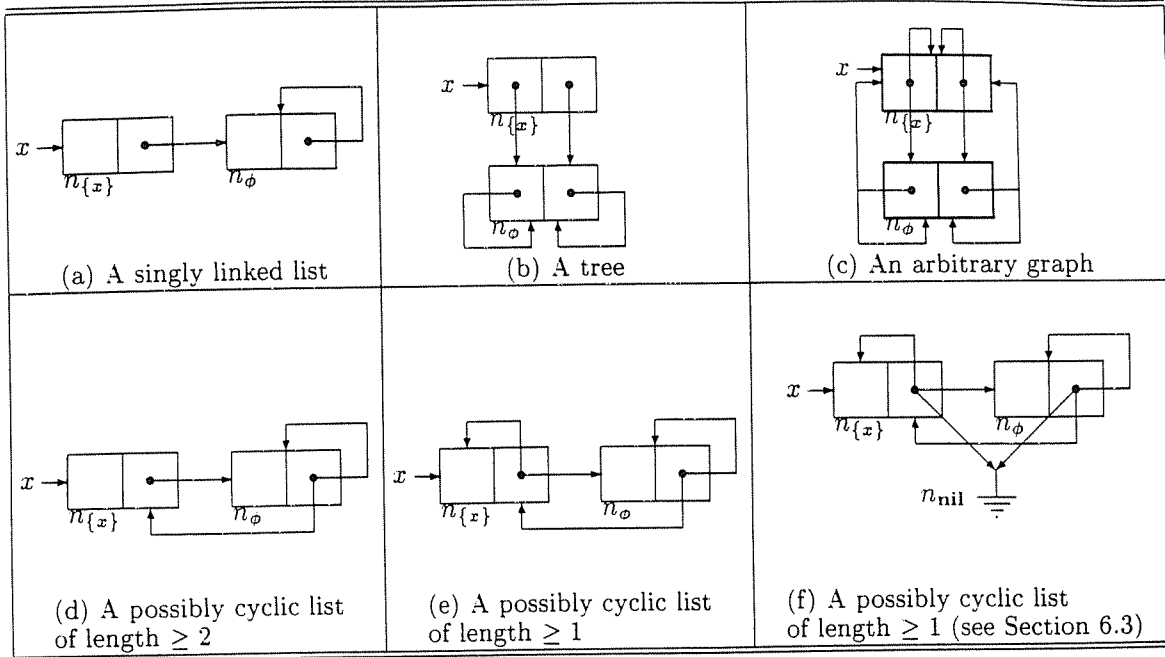 x
n{x}
nϕ
(a) A singly linked list
x
n{x}
nϕ
(b) A tree
x
n{x}
nϕ
(c) An arbitrary graph
x
n{x}
nϕ
(d) A possibly cyclic list
of length ≥ 2
x
n{x}
nϕ
(e) A possibly cyclic list
of length ≥ 1
x
n{x}
nϕ
nnil
(f) A possibly cyclic list
of length ≥ 1 (see Section 6.3)